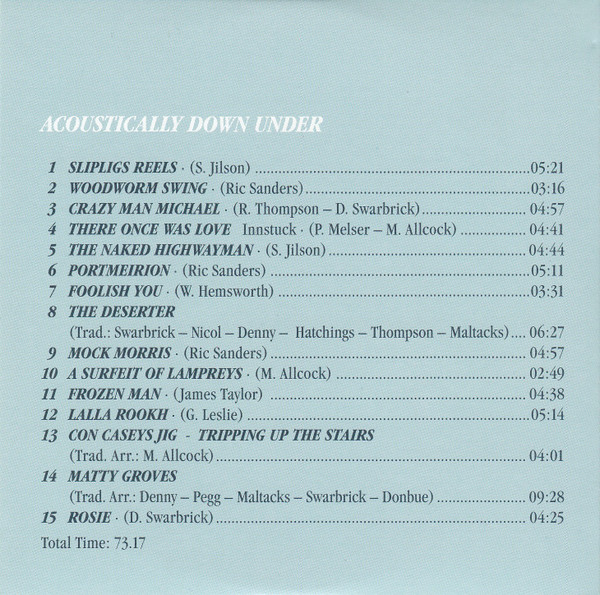 ACOUSTICALLY DOWN UNDER
1 SLIPLIGS REELS · (S. Jilson) ........ 05:21
2 WOODWORM SWING · (Ric Sanders) ........ 03:16
3 CRAZY MAN MICHAEL · (R. Thompson – D. Swarbrick) ........ 04:57
4 THERE ONCE WAS LOVE Innstuck · (P. Melser – M. Allcock) ........ 04:41
5 THE NAKED HIGHWAYMAN · (S. Jilson) ........ 04:44
6 PORTMEIRION · (Ric Sanders) ........ 05:11
7 FOOLISH YOU · (W. Hemsworth) ........ 03:31
8 THE DESERTER
(Trad.: Swarbrick – Nicol – Denny – Hatchings – Thompson – Maltacks) .... 06:27
9 MOCK MORRIS · (Ric Sanders) ........ 04:57
10 A SURFEIT OF LAMPREYS · (M. Allcock) ........ 02:49
11 FROZEN MAN · (James Taylor) ........ 04:38
12 LALLA ROOKH · (G. Leslie) ........ 05:14
13 CON CASEYS JIG - TRIPPING UP THE STAIRS
(Trad. Arr.: M. Allcock) ........ 04:01
14 MATTY GROVES
(Trad. Arr.: Denny – Pegg – Maltacks – Swarbrick – Donbue) ........ 09:28
15 ROSIE · (D. Swarbrick) ........ 04:25
Total Time: 73.17